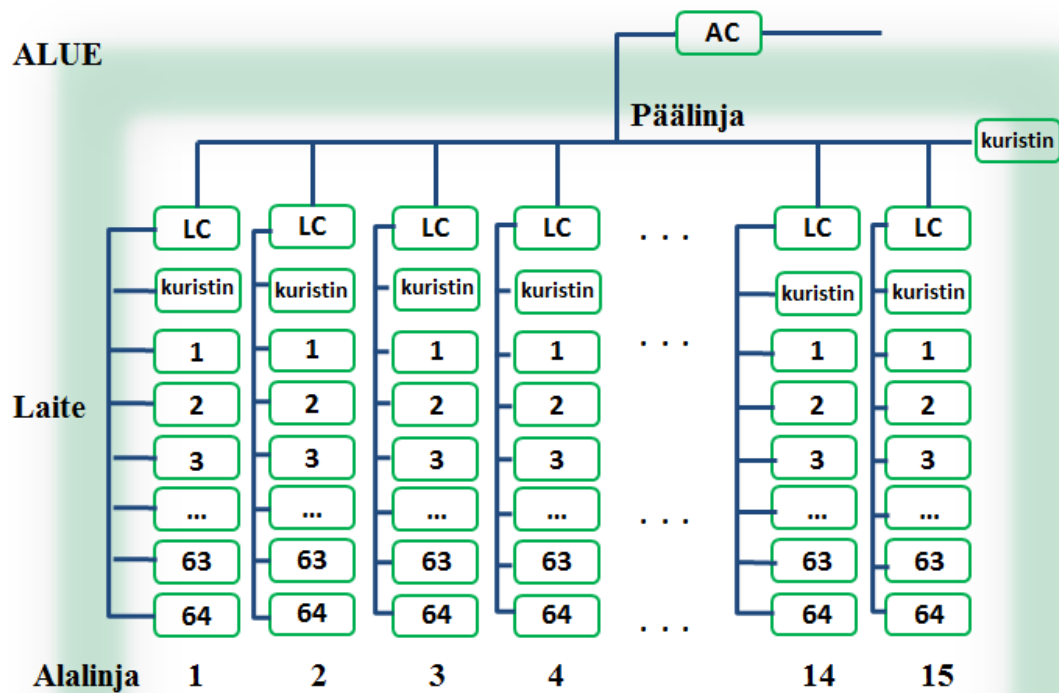 AC
ALUE
Päälinja
kuristin
LC LC LC LC . . . LC LC
kuristin kuristin kuristin kuristin kuristin kuristin
1 1 1 1 . . . 1 1
Laite 2 2 2 2 2 2
3 3 3 3 3 3
... ... ... ... . . . ... ...
63 63 63 63 63 63
64 64 64 64 . . . 64 64
Alalinja 1 2 3 4 14 15